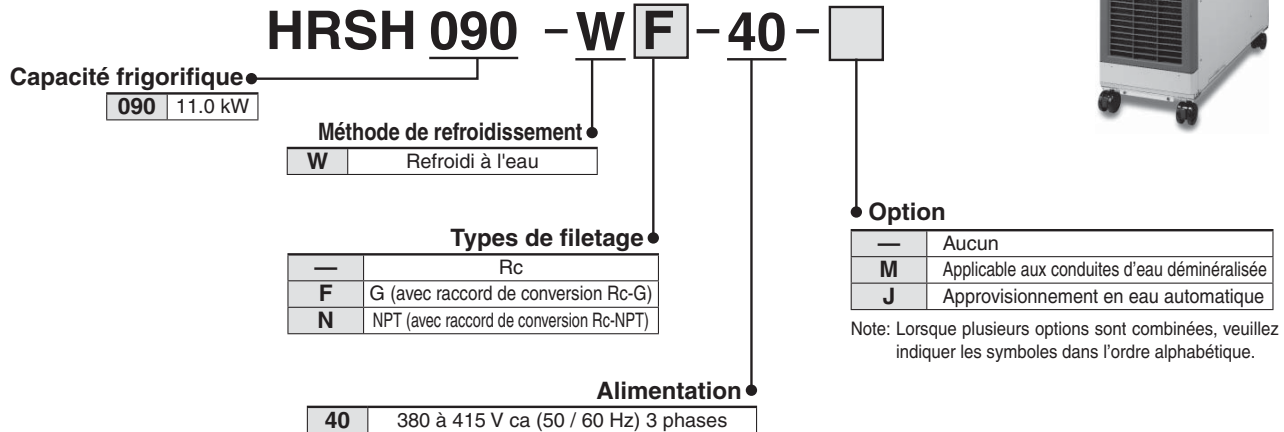 HRSH 090 - W F - 40 -
Capacité frigorifique
090 11.0 kW
Méthode de refroidissement
W Refroidi à l'eau
Types de filetage
— Rc
F G (avec raccord de conversion Rc-G)
N NPT (avec raccord de conversion Rc-NPT)
Alimentation
40 380 à 415 V ca (50 / 60 Hz) 3 phases
Option
— Aucun
M Applicable aux conduites d'eau déminéralisée
J Approvisionnement en eau automatique
Note: Lorsque plusieurs options sont combinées, veuillez
indiquer les symboles dans l'ordre alphabétique.